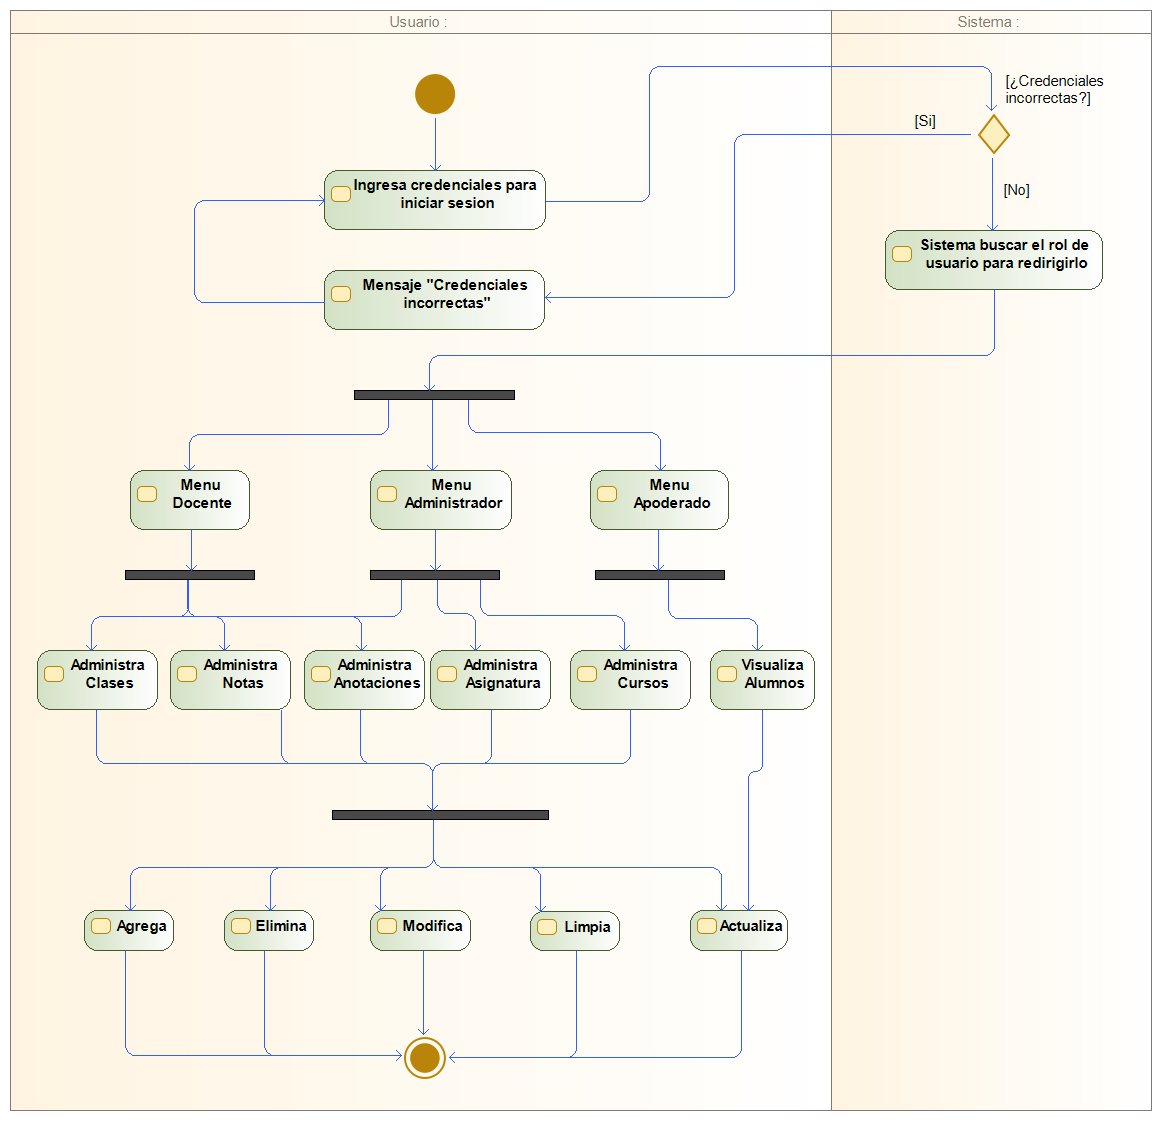 Usuario :
Sistema :
[¿Credenciales
incorrectas?]
[Si]
[No]
Ingresa credenciales para
iniciar sesion
Sistema buscar el rol de
usuario para redirigirlo
Mensaje "Credenciales
incorrectas"
Menu
Docente
Menu
Administrador
Menu
Apoderado
Administra
Clases
Administra
Notas
Administra
Anotaciones
Administra
Asignatura
Administra
Cursos
Visualiza
Alumnos
Agrega
Elimina
Modifica
Limpia
Actualiza